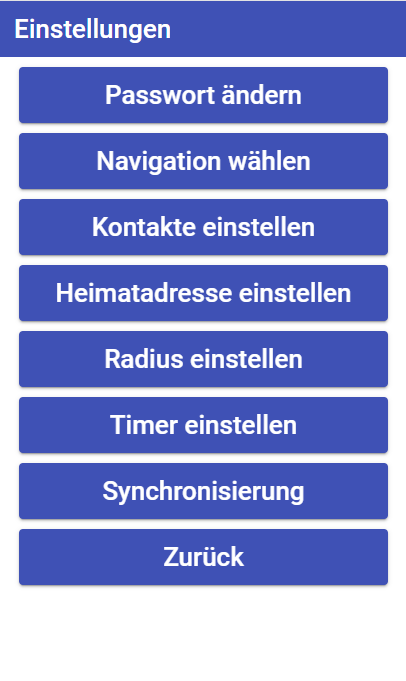 Einstellungen
Passwort ändern
Navigation wählen
Kontakte einstellen
Heimatadresse einstellen
Radius einstellen
Timer einstellen
Synchronisierung
Zurück